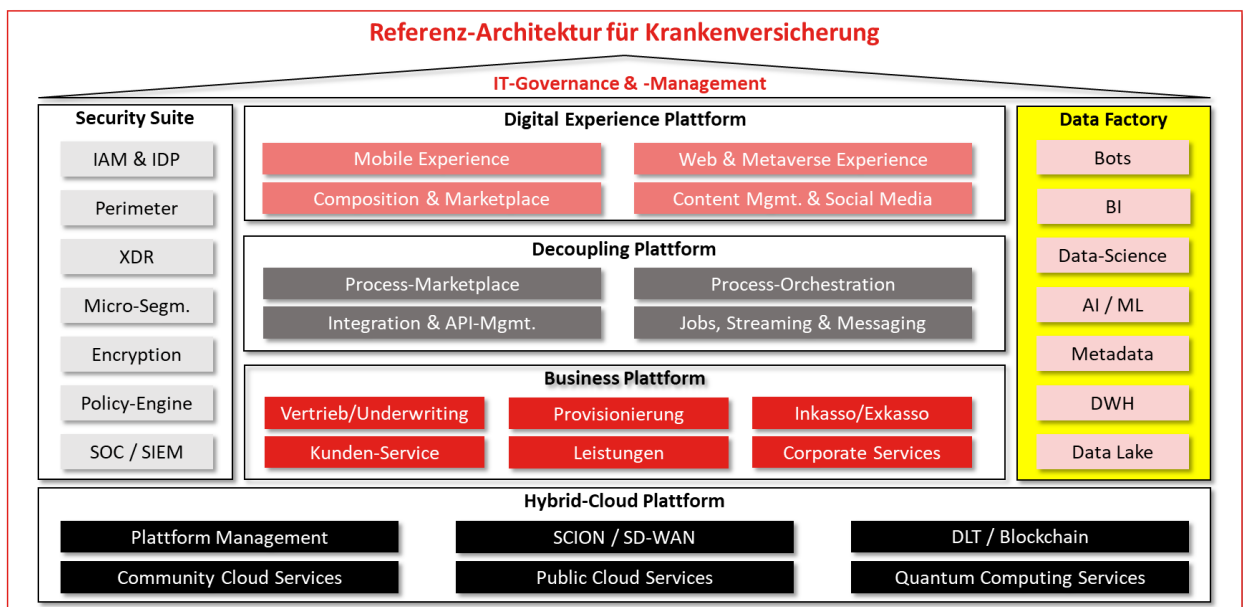 Referenz-Architektur für Krankenversicherung
IT-Governance & -Management
Security Suite
IAM & IDP
Perimeter
XDR
Micro-Segm.
Encryption
Policy-Engine
SOC / SIEM
Digital Experience Plattform
Mobile Experience
Web & Metaverse Experience
Composition & Marketplace
Content Mgmt. & Social Media
Decoupling Plattform
Process-Marketplace
Process-Orchestration
Integration & API-Mgmt.
Jobs, Streaming & Messaging
Business Plattform
Vertrieb/Underwriting
Provisionierung
Inkasso/Exkasso
Kunden-Service
Leistungen
Corporate Services
Data Factory
Bots
BI
Data-Science
AI / ML
Metadata
DWH
Data Lake
Hybrid-Cloud Plattform
Plattform Management
SCION / SD-WAN
DLT / Blockchain
Community Cloud Services
Public Cloud Services
Quantum Computing Services